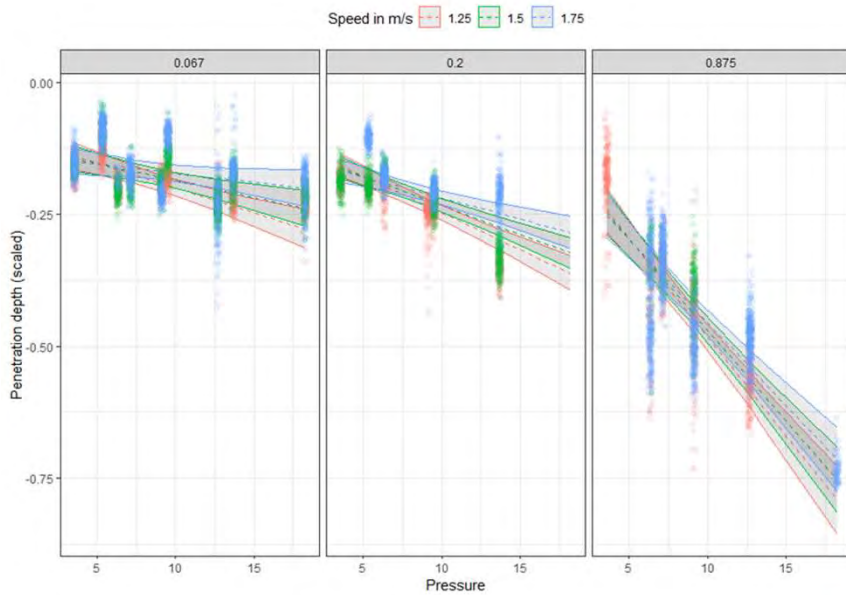 Speed in m/s 1.25 1.5 1.75
0.067 0.2 0.875
0.00
-0.25
-0.50
-0.75
Penetration depth (scaled)
5 10 15 5 10 15 5 10 15
Pressure